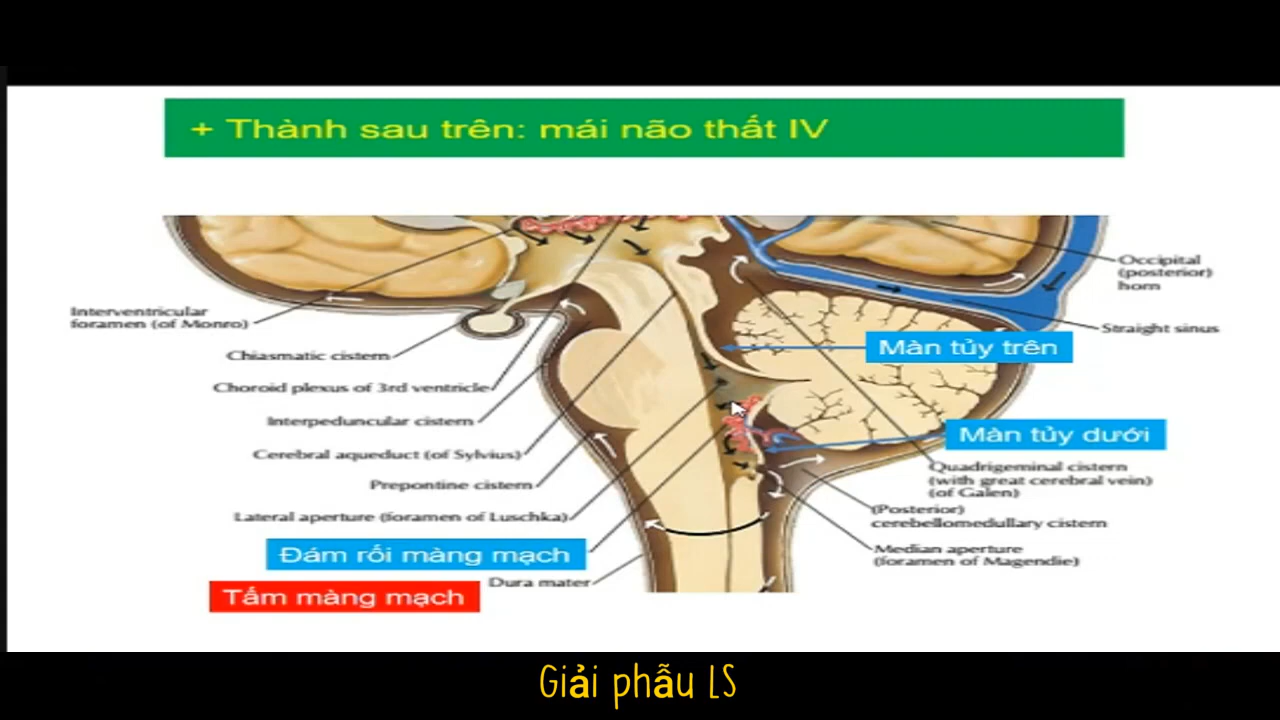 + Thành sau trên: mái não thất IV
Occipital
(posterior)
horn
Interventricular
foramen (of Monro)
Straight sinus
Màn tủy trên
Chiasmatic cistern
Choroid plexus of 3rd ventricle
Interpeduncular cistern
Màn tủy dưới
Cerebral aqueduct (of Sylvius)
Quadrigeminal cistern
(with great cerebral vein)
(of Galen)
Prepontine cistern
(Posterior)
cerebellomedullary cistern
Lateral aperture (foramen of Luschka)
Median aperture
(foramen of Magendie)
Đám rối màng mạch
Dura mater
Tấm màng mạch
Giải phẫu LS